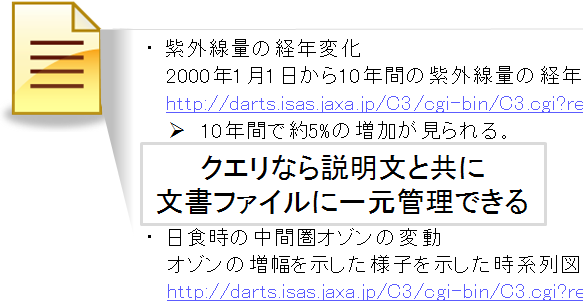 ・ 紫外線量の経年変化
2000年1月1日から10年間の紫外線量の経年
http://darts.isas.jaxa.jp/C3/cgi-bin/C3.cgi?re
➢ 10年間で約5%の増加が見られる。
クエリなら説明文と共に
文書ファイルに一元管理できる
・ 日食時の中間圏オゾンの変動
オゾンの増幅を示した様子を示した時系列図
http://darts.isas.jaxa.jp/C3/cgi-bin/C3.cgi?re